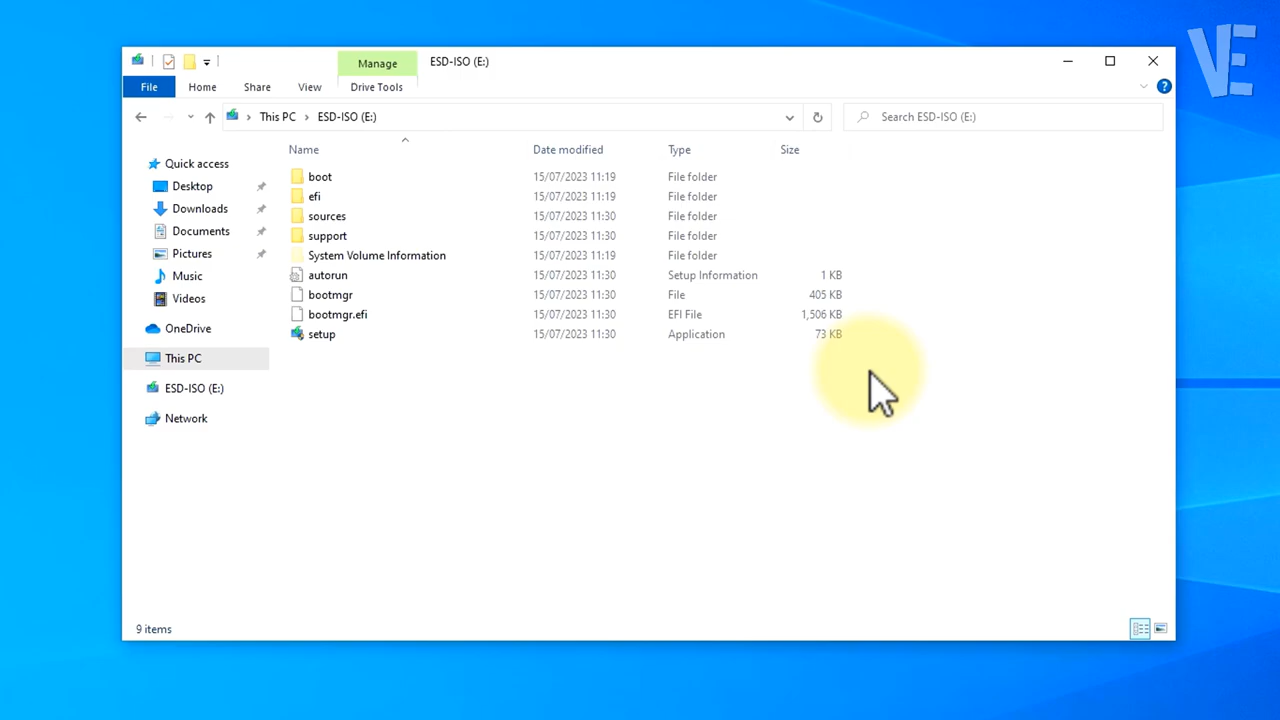 VE
Manage ESD-ISO (E:)
File Home Share View Drive Tools
This PC ESD-ISO (E:) Search ESD-ISO (E:)
Name Date modified Type Size
Quick access
Desktop
Downloads
Documents
Pictures
Music
Videos
OneDrive
This PC
ESD-ISO (E:)
Network
boot 15/07/2023 11:19 File folder
efi 15/07/2023 11:19 File folder
sources 15/07/2023 11:30 File folder
support 15/07/2023 11:30 File folder
System Volume Information 15/07/2023 11:19 File folder
autorun 15/07/2023 11:30 Setup Information 1 KB
bootmgr 15/07/2023 11:30 File 405 KB
bootmgr.efi 15/07/2023 11:30 EFI File 1,506 KB
setup 15/07/2023 11:30 Application 73 KB
9 items